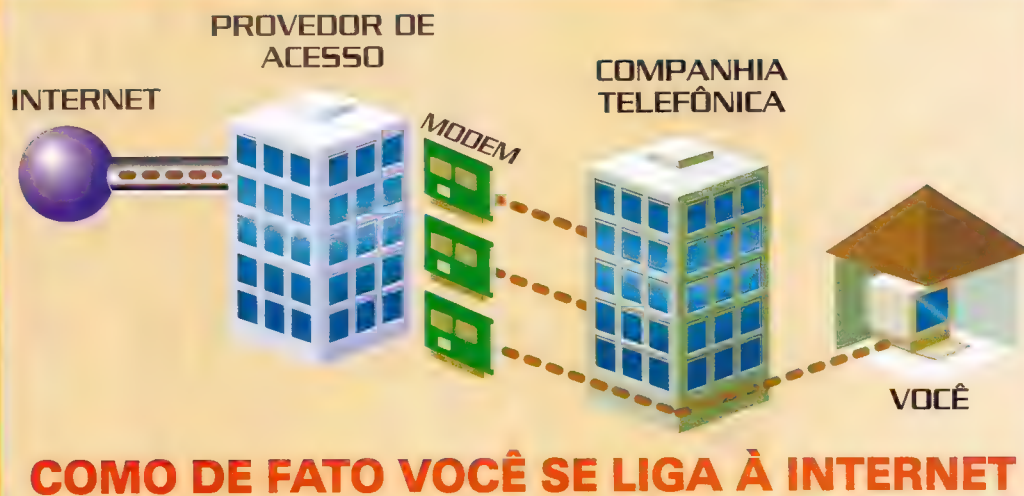 PROVEDOR DE
ACESSO
INTERNET
MODEM
COMPANHIA
TELEFÔNICA
VOCÊ
COMO DE FATO VOCÊ SE LIGA À INTERNET